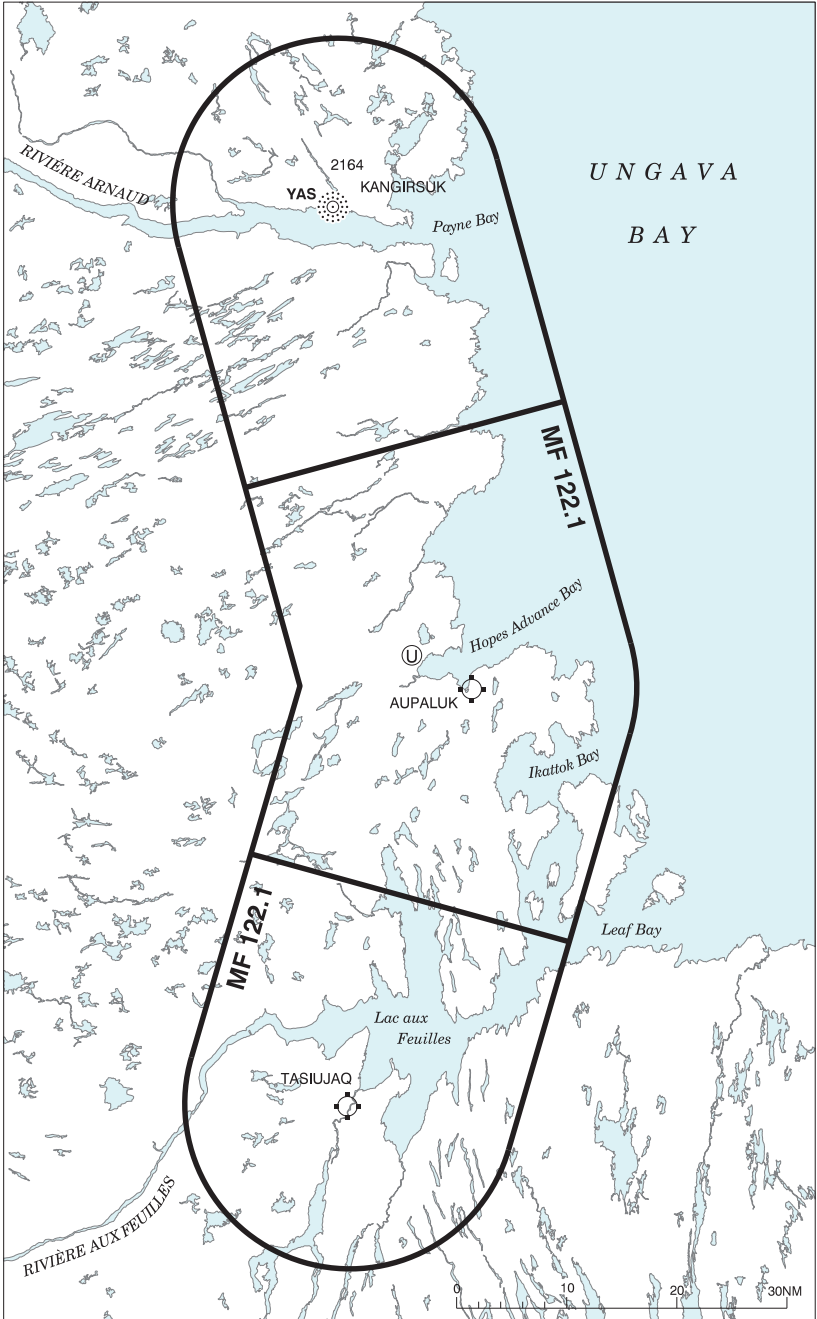 UNGAVA
BAY
RIVIÉRE ARNAUD
2164
KANGIRSUK
YAS
Payne Bay
MF 122.1
Hopes Advance Bay
U
AUPALUK
Ikattok Bay
MF 122.1
Leaf Bay
Lac aux
Feuilles
TASIUJAQ
RIVIÈRE AUX FEUILLES
0 10 20 30NM